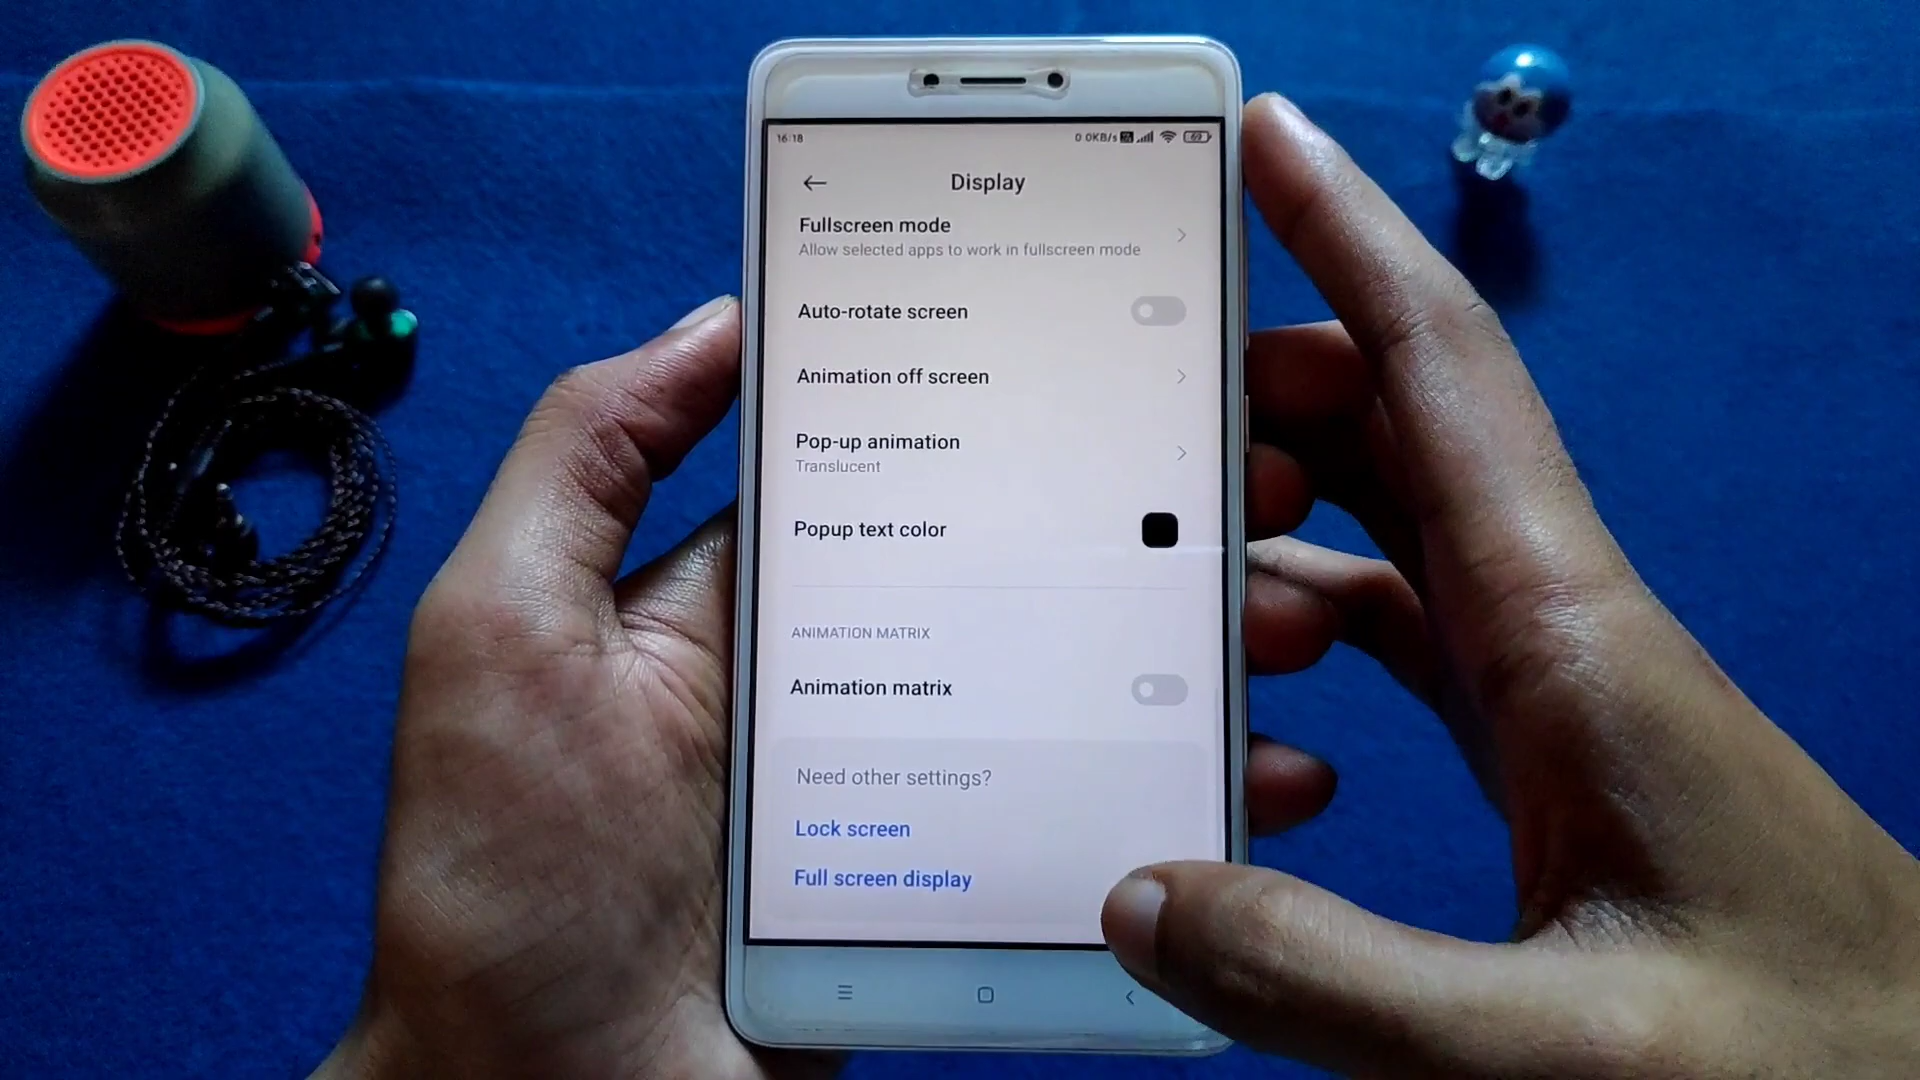 16:18
0.0KB/s
69
Display
Fullscreen mode
Allow selected apps to work in fullscreen mode
Auto-rotate screen
Animation off screen
Pop-up animation
Translucent
Popup text color
ANIMATION MATRIX
Animation matrix
Need other settings?
Lock screen
Full screen display